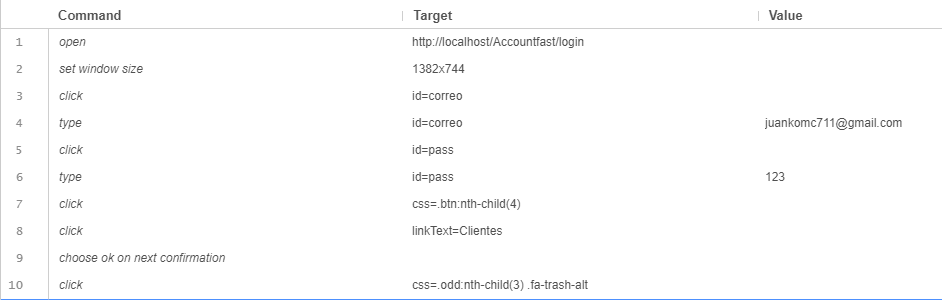 Command Target Value
1 open http://localhost/Accountfast/login
2 set window size 1382x744
3 click id=correo
4 type id=correo juankomc711@gmail.com
5 click id=pass
6 type id=pass 123
7 click css=.btn:nth-child(4)
8 click linkText=Clientes
9 choose ok on next confirmation
10 click css=.odd:nth-child(3) .fa-trash-alt